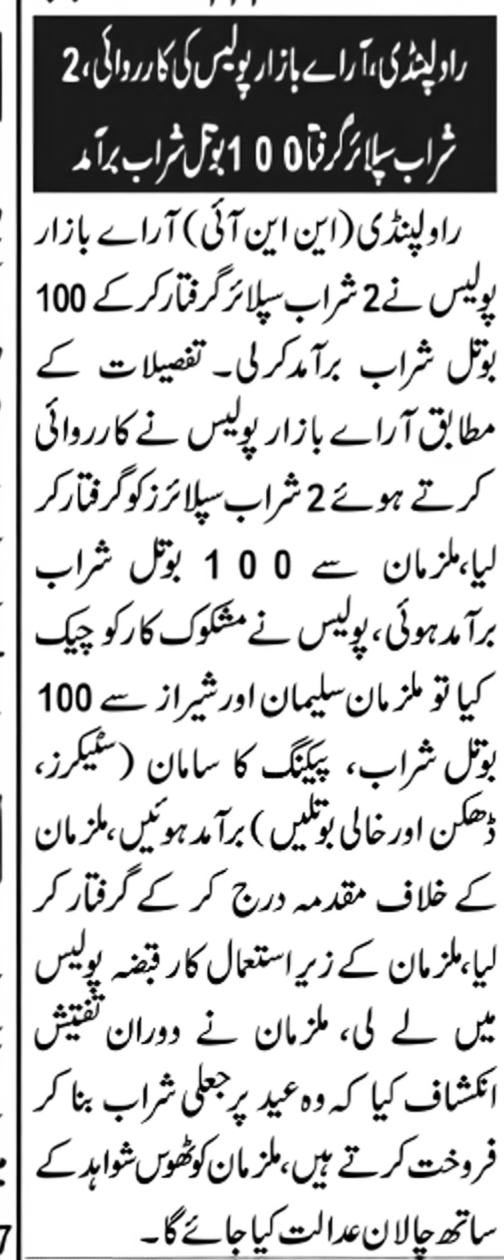 راولپنڈی، آر اے بازار پولیس کی کارروائی، 2
شراب سپلائر گرفتا 100 بوتل شراب برآمد
راولپنڈی (این این آئی) آر اے بازار
پولیس نے 2 شراب سپلائر گرفتار کر کے 100
بوتل شراب برآمد کر لی۔ تفصیلات کے
مطابق آر اے بازار پولیس نے کارروائی
کرتے ہوئے 2 شراب سپلائرز کو گرفتار کر
لیا، ملزمان سے 100 بوتل شراب
برآمد ہوئی، پولیس نے مشکوک کار کو چیک
کیا تو ملزمان سلیمان اور شیراز سے 100
بوتل شراب، پیکنگ کا سامان (سٹیکرز،
ڈھکن اور خالی بوتلیں) برآمد ہوئیں، ملزمان
کے خلاف مقدمہ درج کر کے گرفتار کر
لیا، ملزمان کے زیر استعمال کار قبضہ پولیس
میں لے لی، ملزمان نے دوران تفتیش
انکشاف کیا کہ وہ عید پر جعلی شراب بنا کر
فروخت کرتے ہیں، ملزمان کو ٹھوس شواہد کے
ساتھ چالان عدالت کیا جائے گا۔
7